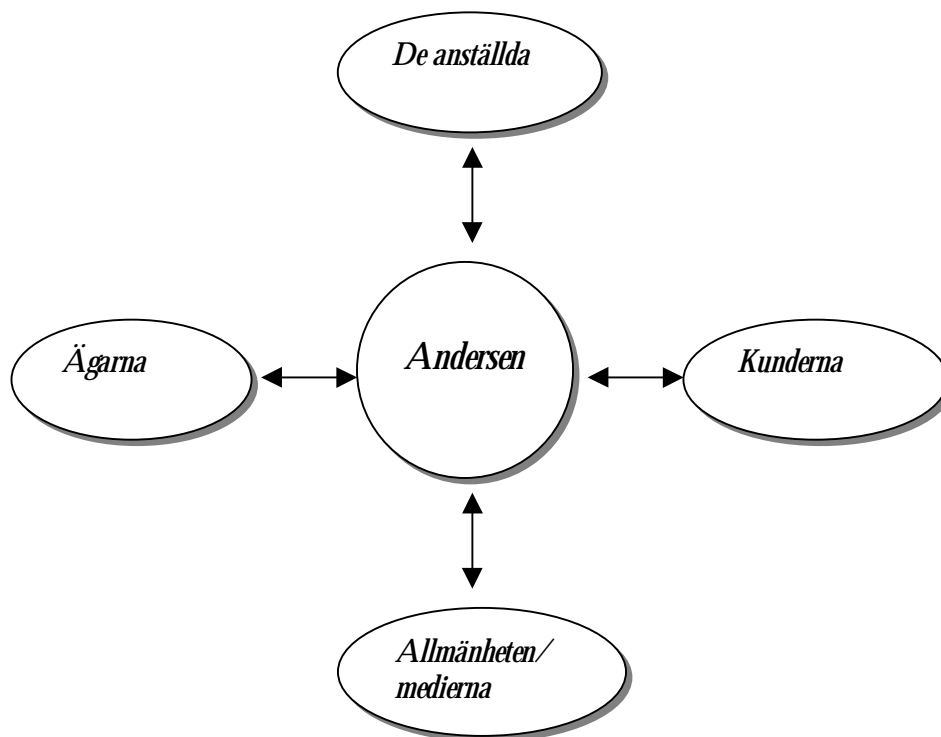 De anställda
Ägarna
Andersen
Kunderna
Allmänheten/
medierna